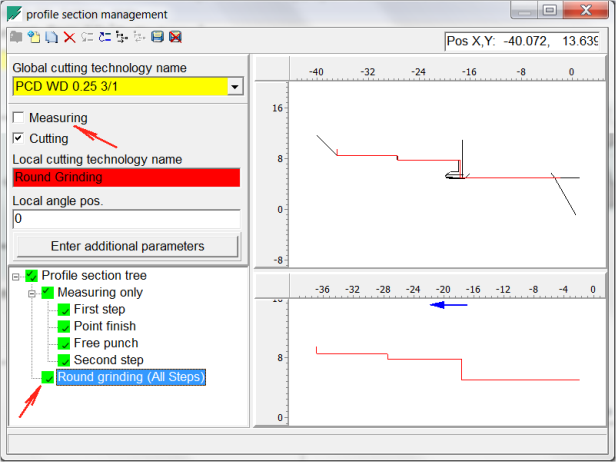 profile section management
Pos X,Y: -40.072, 13.639
Global cutting technology name
PCD WD 0.25 3/1
Measuring
Cutting
Local cutting technology name
Round Grinding
Local angle pos.
0
Enter additional parameters
Profile section tree
Measuring only
First step
Point finish
Free punch
Second step
Round grinding (All Steps)
-40 -32 -24 -16 -8 0
16
8
0
-8
-36 -32 -28 -24 -20 -16 -12 -8 -4 0
8
0